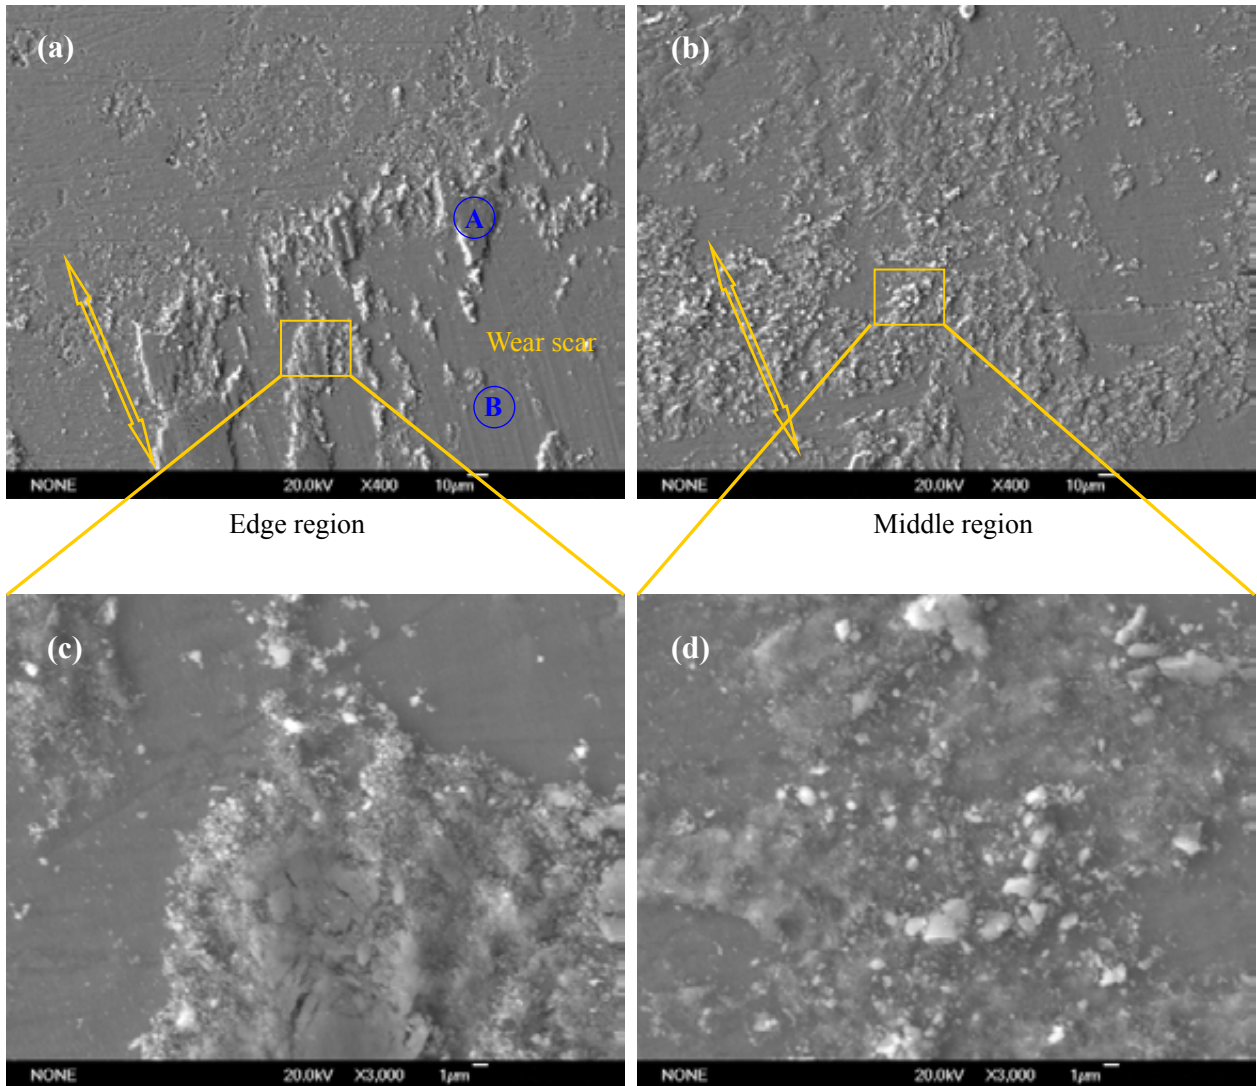 (a)
A
Wear scar
B
NONE 20.0kV X400 10μm
(b)
NONE 20.0kV X400 10μm
Edge region
Middle region
(c)
NONE 20.0kV X3,000 1μm
(d)
NONE 20.0kV X3,000 1μm